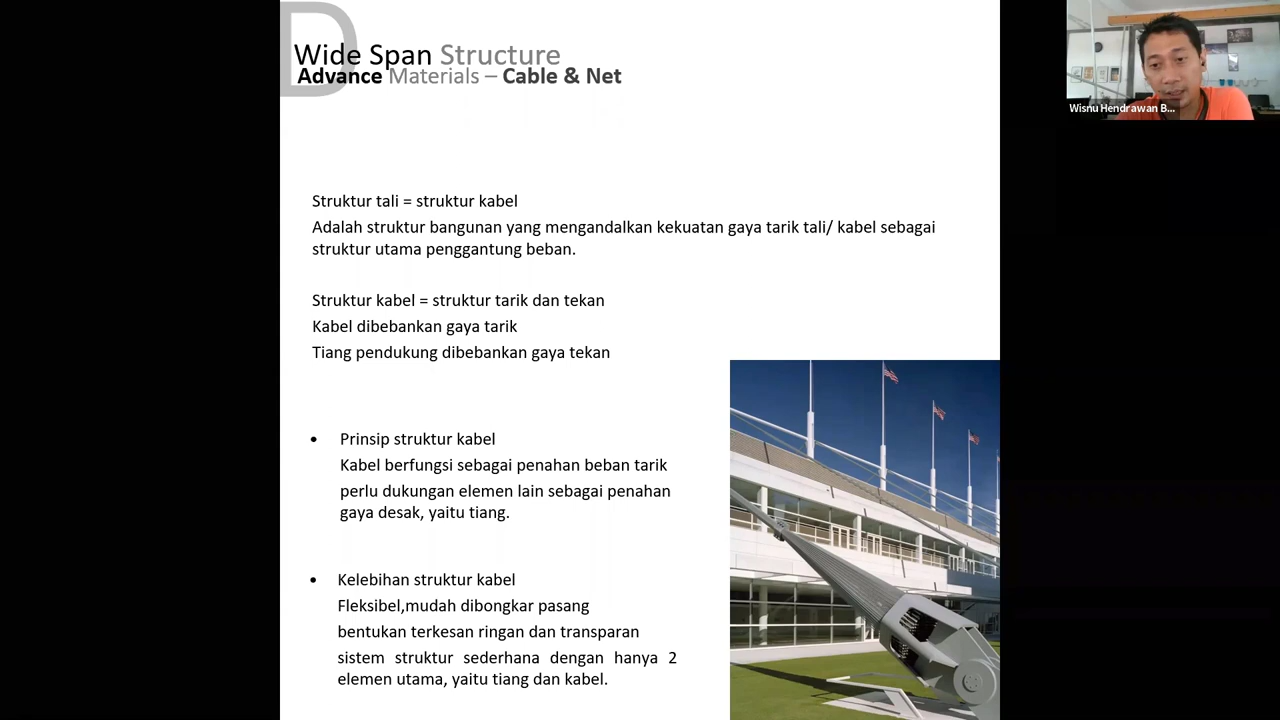 D
Wide Span Structure
Advance Materials – Cable & Net
Wisnu Hendrawan B...
Struktur tali = struktur kabel
Adalah struktur bangunan yang mengandalkan kekuatan gaya tarik tali/ kabel sebagai
struktur utama penggantung beban.
Struktur kabel = struktur tarik dan tekan
Kabel dibebankan gaya tarik
Tiang pendukung dibebankan gaya tekan
• Prinsip struktur kabel
Kabel berfungsi sebagai penahan beban tarik
perlu dukungan elemen lain sebagai penahan
gaya desak, yaitu tiang.
• Kelebihan struktur kabel
Fleksibel,mudah dibongkar pasang
bentukan terkesan ringan dan transparan
sistem struktur sederhana dengan hanya 2
elemen utama, yaitu tiang dan kabel.